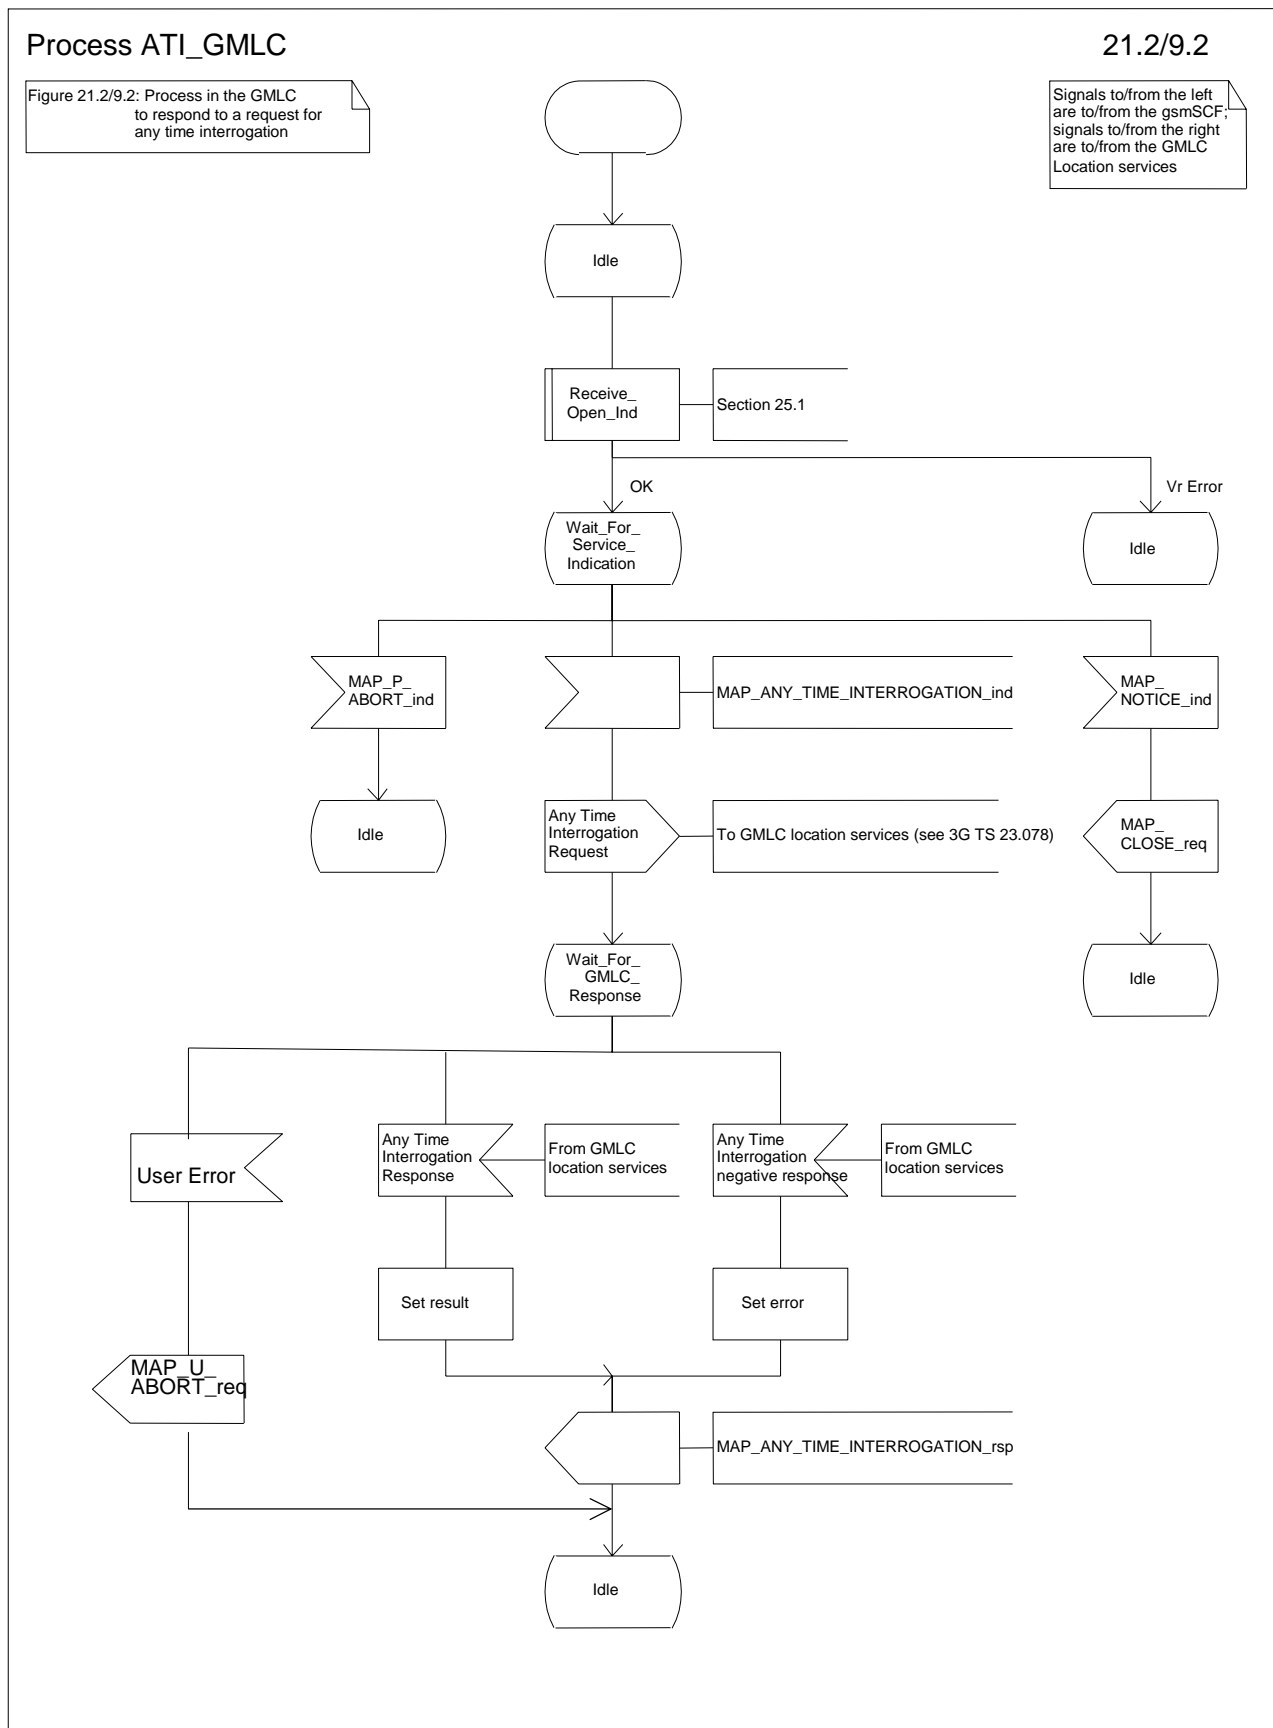 Process ATI_GMLC
21.2/9.2
Figure 21.2/9.2: Process in the GMLC
to respond to a request for
any time interrogation
Signals to/from the left
are to/from the gsmSCF;
signals to/from the right
are to/from the GMLC
Location services
Idle
Receive_
Open_Ind
Section 25.1
OK
Vr Error
Wait_For_
Service_
Indication
Idle
MAP_P_
ABORT_ind
MAP_ANY_TIME_INTERROGATION_ind
MAP_
NOTICE_ind
Idle
Any Time
Interrogation
Request
To GMLC location services (see 3G TS 23.078)
MAP_
CLOSE_req
Wait_For_
GMLC_
Response
Idle
User Error
Any Time
Interrogation
Response
From GMLC
location services
Any Time
Interrogation
negative response
From GMLC
location services
Set result
Set error
MAP_U_
ABORT_req
MAP_ANY_TIME_INTERROGATION_rsp
Idle